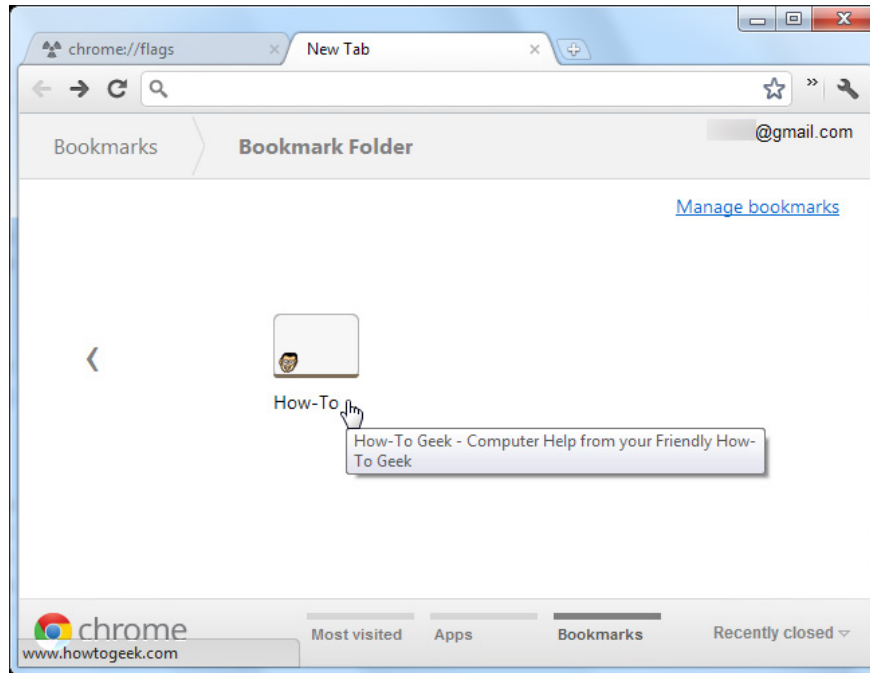 chrome://flags
New Tab
Bookmarks
Bookmark Folder
@gmail.com
Manage bookmarks
How-To
How-To Geek - Computer Help from your Friendly How-
To Geek
chrome
Most visited
Apps
Bookmarks
Recently closed
www.howtogeek.com